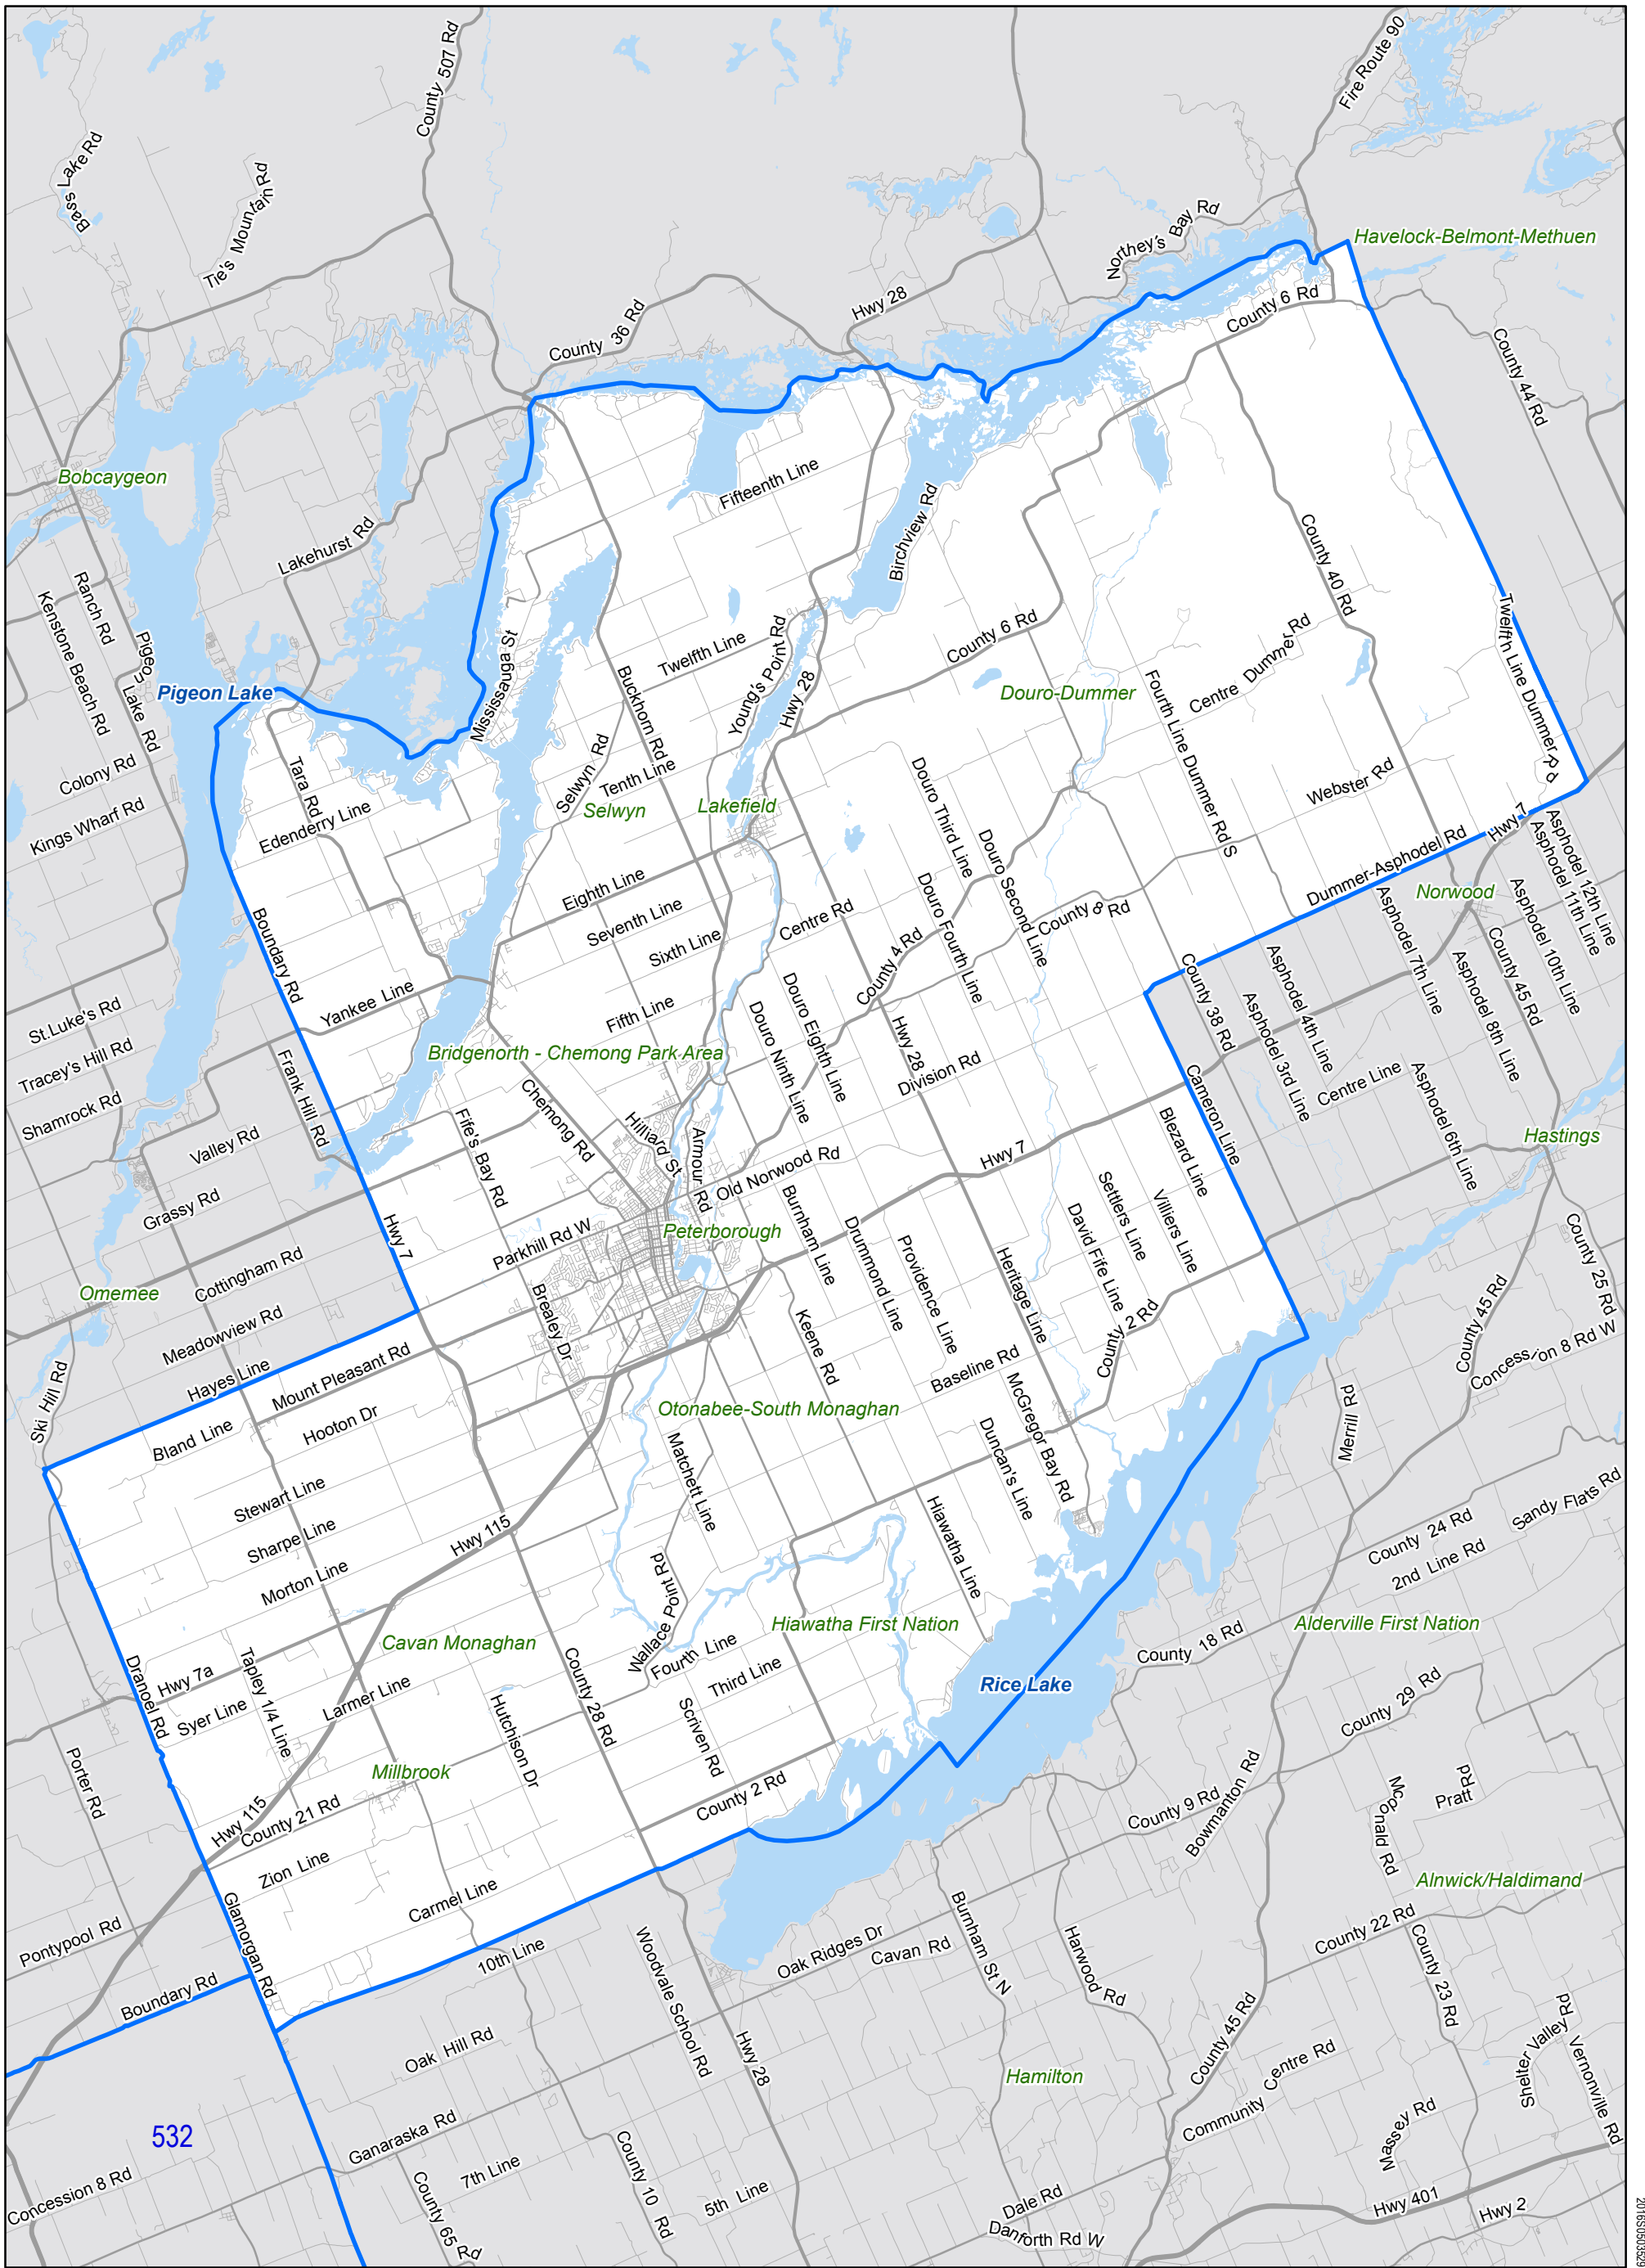 County 507 Rd
Fire Route 90
Bass Lake Rd
Tie's Mountain Rd
Northey's Bay Rd
Havelock-Belmont-Methuen
Hwy 28
County 6 Rd
County 36 Rd
County 44 Rd
Bobcaygeon
Fifteenth Line
Birchview Rd
Lakehurst Rd
County 40 Rd
Ranch Rd
Kenstone Beach Rd
Pigeon Lake Rd
Mississauga St
Twelfth Line
Young's Point Rd
County 6 Rd
Centre Dummer Rd
Twelfth Line Dummer Rd
Pigeon Lake
Buckhorn Rd
Hwy 28
Douro-Dummer
Fourth Line Dummer Rd S
Colony Rd
Tara Rd
Selwyn Rd
Tenth Line
Webster Rd
Kings Wharf Rd
Edenderry Line
Selwyn
Lakefield
Douro Third Line
Douro Second Line
Hwy 7
Dummer-Asphodel Rd
Asphodel 12th Line
Asphodel 11th Line
Eighth Line
Seventh Line
Douro Fourth Line
County 8 Rd
Norwood
Asphodel 7th Line
Asphodel 10th Line
Boundary Rd
Sixth Line
Centre Rd
County 4 Rd
County 45 Rd
Asphodel 8th Line
St.Luke's Rd
Yankee Line
Fifth Line
Douro Eighth Line
Douro Ninth Line
County 38 Rd
Asphodel 4th Line
Asphodel 3rd Line
Tracey's Hill Rd
Frank Hill Rd
Bridgenorth - Chemong Park Area
Hwy 28
Division Rd
Cameron Line
Centre Line
Asphodel 6th Line
Shamrock Rd
Valley Rd
Chemong Rd
Fife's Bay Rd
Hilliard St
Armour Rd
Old Norwood Rd
Hwy 7
Blezard Line
Hastings
Grassy Rd
Settlers Line
Villiers Line
Hwy 7
Parkhill Rd W
Peterborough
Burnham Line
Drummond Line
Providence Line
Heritage Line
David Fife Line
County 25 Rd
Omemee
Cottingham Rd
Meadowview Rd
Brealey Dr
Keene Rd
County 2 Rd
County 45 Rd
Concession 8 Rd W
Hayes Line
Mount Pleasant Rd
Baseline Rd
McGregor Bay Rd
Ski Hill Rd
Bland Line
Hooton Dr
Otonabee-South Monaghan
Matchett Line
Duncan's Line
Merrill Rd
Stewart Line
Sharpe Line
Hwy 115
Hiawatha Line
County 24 Rd
Sandy Flats Rd
2nd Line Rd
Morton Line
Wallace Point Rd
Hiawatha First Nation
Alderville First Nation
Cavan Monaghan
Dranoel Rd
Hwy 7a
Tapley 1/4 Line
Fourth Line
Third Line
County 18 Rd
Syer Line
Larmer Line
Hutchison Dr
County 28 Rd
Scriven Rd
Rice Lake
County 29 Rd
Porter Rd
Millbrook
County 2 Rd
Hwy 115
County 21 Rd
County 9 Rd
Bowmanton Rd
Mcdonald Rd
Pratt Rd
Zion Line
Carmel Line
Alnwick/Haldimand
Glamorgan Rd
Pontypool Rd
10th Line
Woodvale School Rd
Oak Ridges Dr
Cavan Rd
Burnham St N
Harwood Rd
County 22 Rd
County 23 Rd
Boundary Rd
Oak Hill Rd
Hwy 28
Hamilton
County 45 Rd
Community Centre Rd
Shelter Valley Rd
Vernonville Rd
532
Ganaraska Rd
7th Line
County 65 Rd
County 10 Rd
5th Line
Massey Rd
Concession 8 Rd
Dale Rd
Danforth Rd W
Hwy 401
Hwy 2
2016S0503529